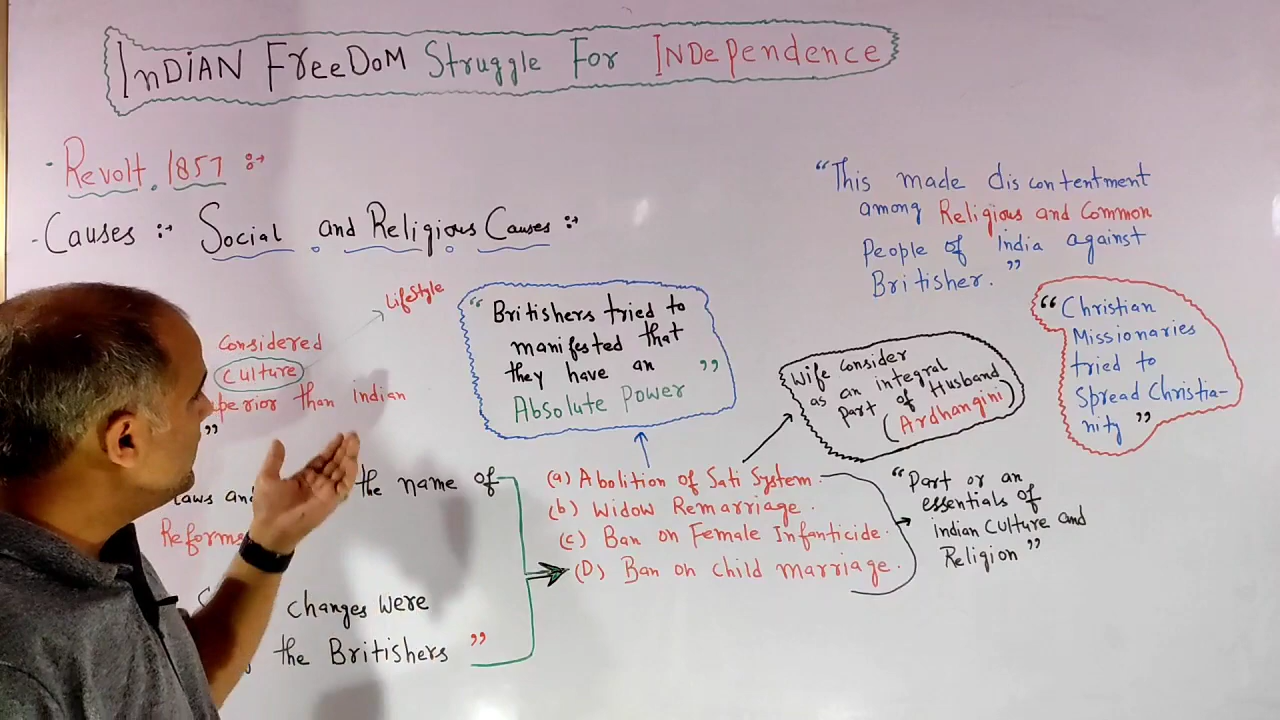 InDiAN FreeDoM Struggle For INDependence
- Revolt 1857 :→
- Causes :→ Social and Religious Causes :→
Lifestyle
Considered
Culture
than indian
”
Laws and the name of
Reforms
changes were
the Britishers ”
“ Britishers tried to
manifested that
they have an ”
Absolute Power
(a) Abolition of Sati System.
(b) Widow Remarriage.
(c) Ban on Female Infanticide.
(D) Ban on child marriage.
Wife consider
as an integral
part of Husband
(Ardhangini)
“Part or an
essentials of
indian Culture and
Religion”
“This made discontentment
among Religious and Common
People of India against
Britisher.”
“Christian
Missionaries
tried to
Spread Christia-
nity”